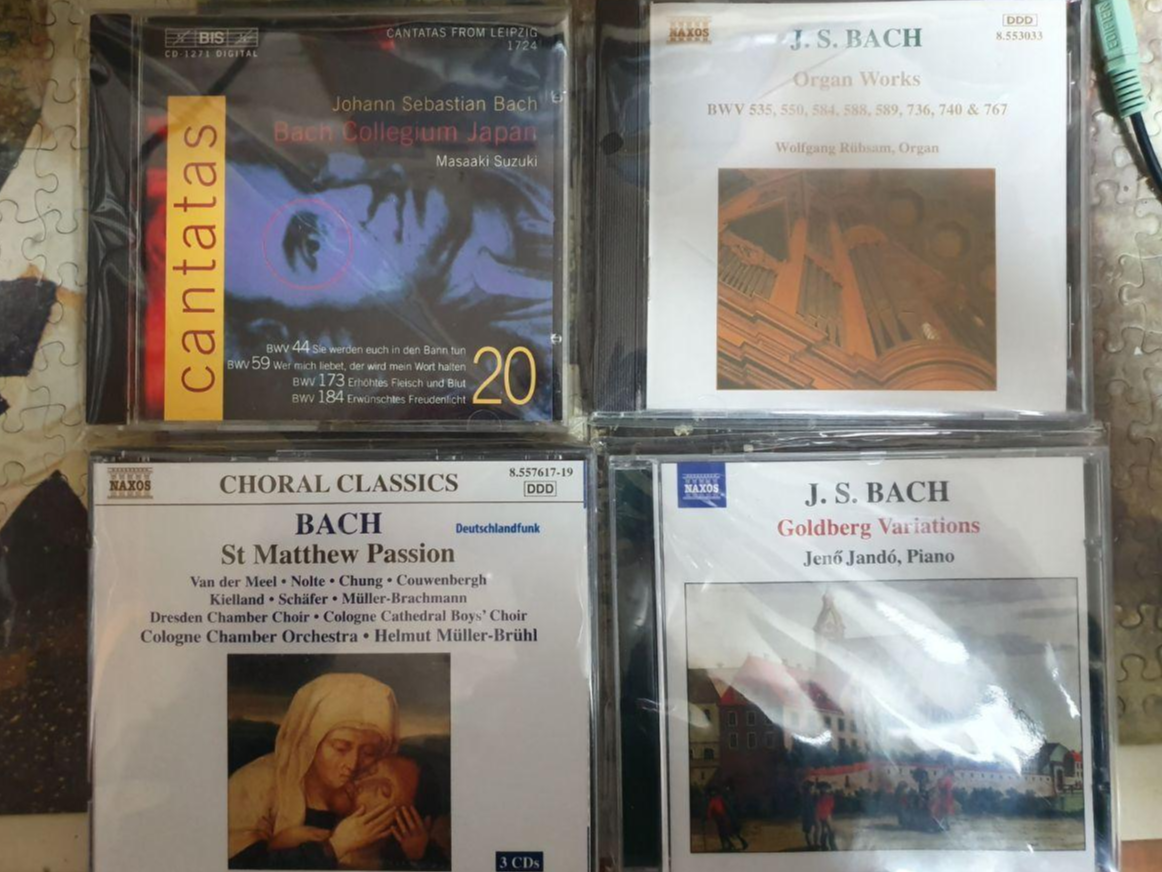 BIS
CD-1271 DIGITAL
CANTATAS FROM LEIPZIG
1724
Johann Sebastian Bach
Bach Collegium Japan
Masaaki Suzuki
cantatas
BWV 44 Sie werden euch in den Bann tun
BWV 59 Wer mich liebet, der wird mein Wort halten
BWV 173 Erhöhtes Fleisch und Blut
BWV 184 Erwünschtes Freudenlicht
20
NAXOS
DDD
8.553033
J. S. BACH
Organ Works
BWV 535, 550, 584, 588, 589, 736, 740 & 767
Wolfgang Rübsam, Organ
NAXOS
CHORAL CLASSICS
8.557617-19
DDD
BACH
Deutschlandfunk
St Matthew Passion
Van der Meel • Nolte • Chung • Couwenbergh
Kielland • Schäfer • Müller-Brachmann
Dresden Chamber Choir • Cologne Cathedral Boys' Choir
Cologne Chamber Orchestra • Helmut Müller-Brühl
3 CDs
NAXOS
J. S. BACH
Goldberg Variations
Jenő Jandó, Piano